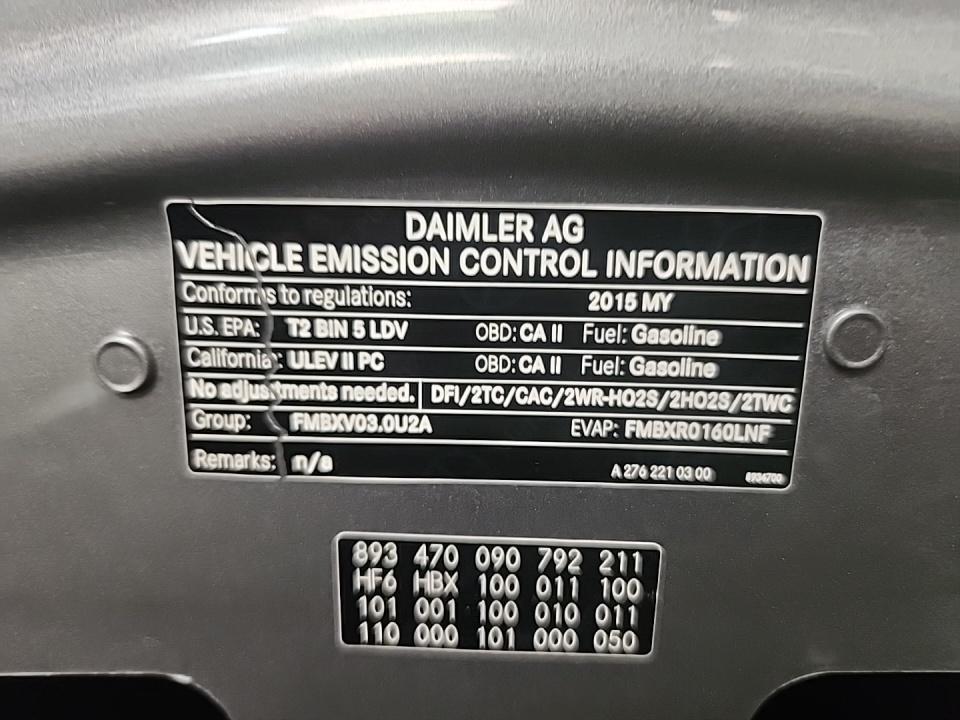 DAIMLER AG
VEHICLE EMISSION CONTROL INFORMATION
Conforms to regulations: 2015 MY
U.S. EPA: T2 BIN 5 LDV OBD: CA II Fuel: Gasoline
California: ULEV II PC OBD: CA II Fuel: Gasoline
No adjustments needed. DFI/2TC/CAC/2WR-HO2S/2HO2S/2TWC
Group: FMBXV03.0U2A EVAP: FMBXR0160LNF
Remarks: n/a A 276 221 03 00
893 470 090 792 211
HF6 HBX 100 011 100
101 001 100 010 011
110 000 101 000 050